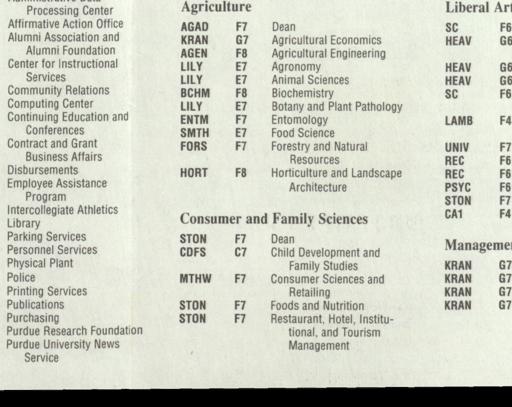 Processing Center
Affirmative Action Office
Alumni Association and
Alumni Foundation
Center for Instructional
Services
Community Relations
Computing Center
Continuing Education and
Conferences
Contract and Grant
Business Affairs
Disbursements
Employee Assistance
Program
Intercollegiate Athletics
Library
Parking Services
Personnel Services
Physical Plant
Police
Printing Services
Publications
Purchasing
Purdue Research Foundation
Purdue University News
Service
Agriculture
AGAD F7 Dean
KRAN G7 Agricultural Economics
AGEN F8 Agricultural Engineering
LILY E7 Agronomy
LILY E7 Animal Sciences
BCHM F8 Biochemistry
LILY E7 Botany and Plant Pathology
ENTM F7 Entomology
SMTH E7 Food Science
FORS F7 Forestry and Natural
Resources
HORT F8 Horticulture and Landscape
Architecture
Consumer and Family Sciences
STON F7 Dean
CDFS C7 Child Development and
Family Studies
MTHW F7 Consumer Sciences and
Retailing
STON F7 Foods and Nutrition
STON F7 Restaurant, Hotel, Institu-
tional, and Tourism
Management
Liberal Art
SC F6
HEAV G6
HEAV G6
HEAV G6
SC F6
LAMB F4
UNIV F7
REC F6
REC F6
PSYC F6
STON F7
CA1 F4
Managemen
KRAN G7
KRAN G7
KRAN G7
KRAN G7